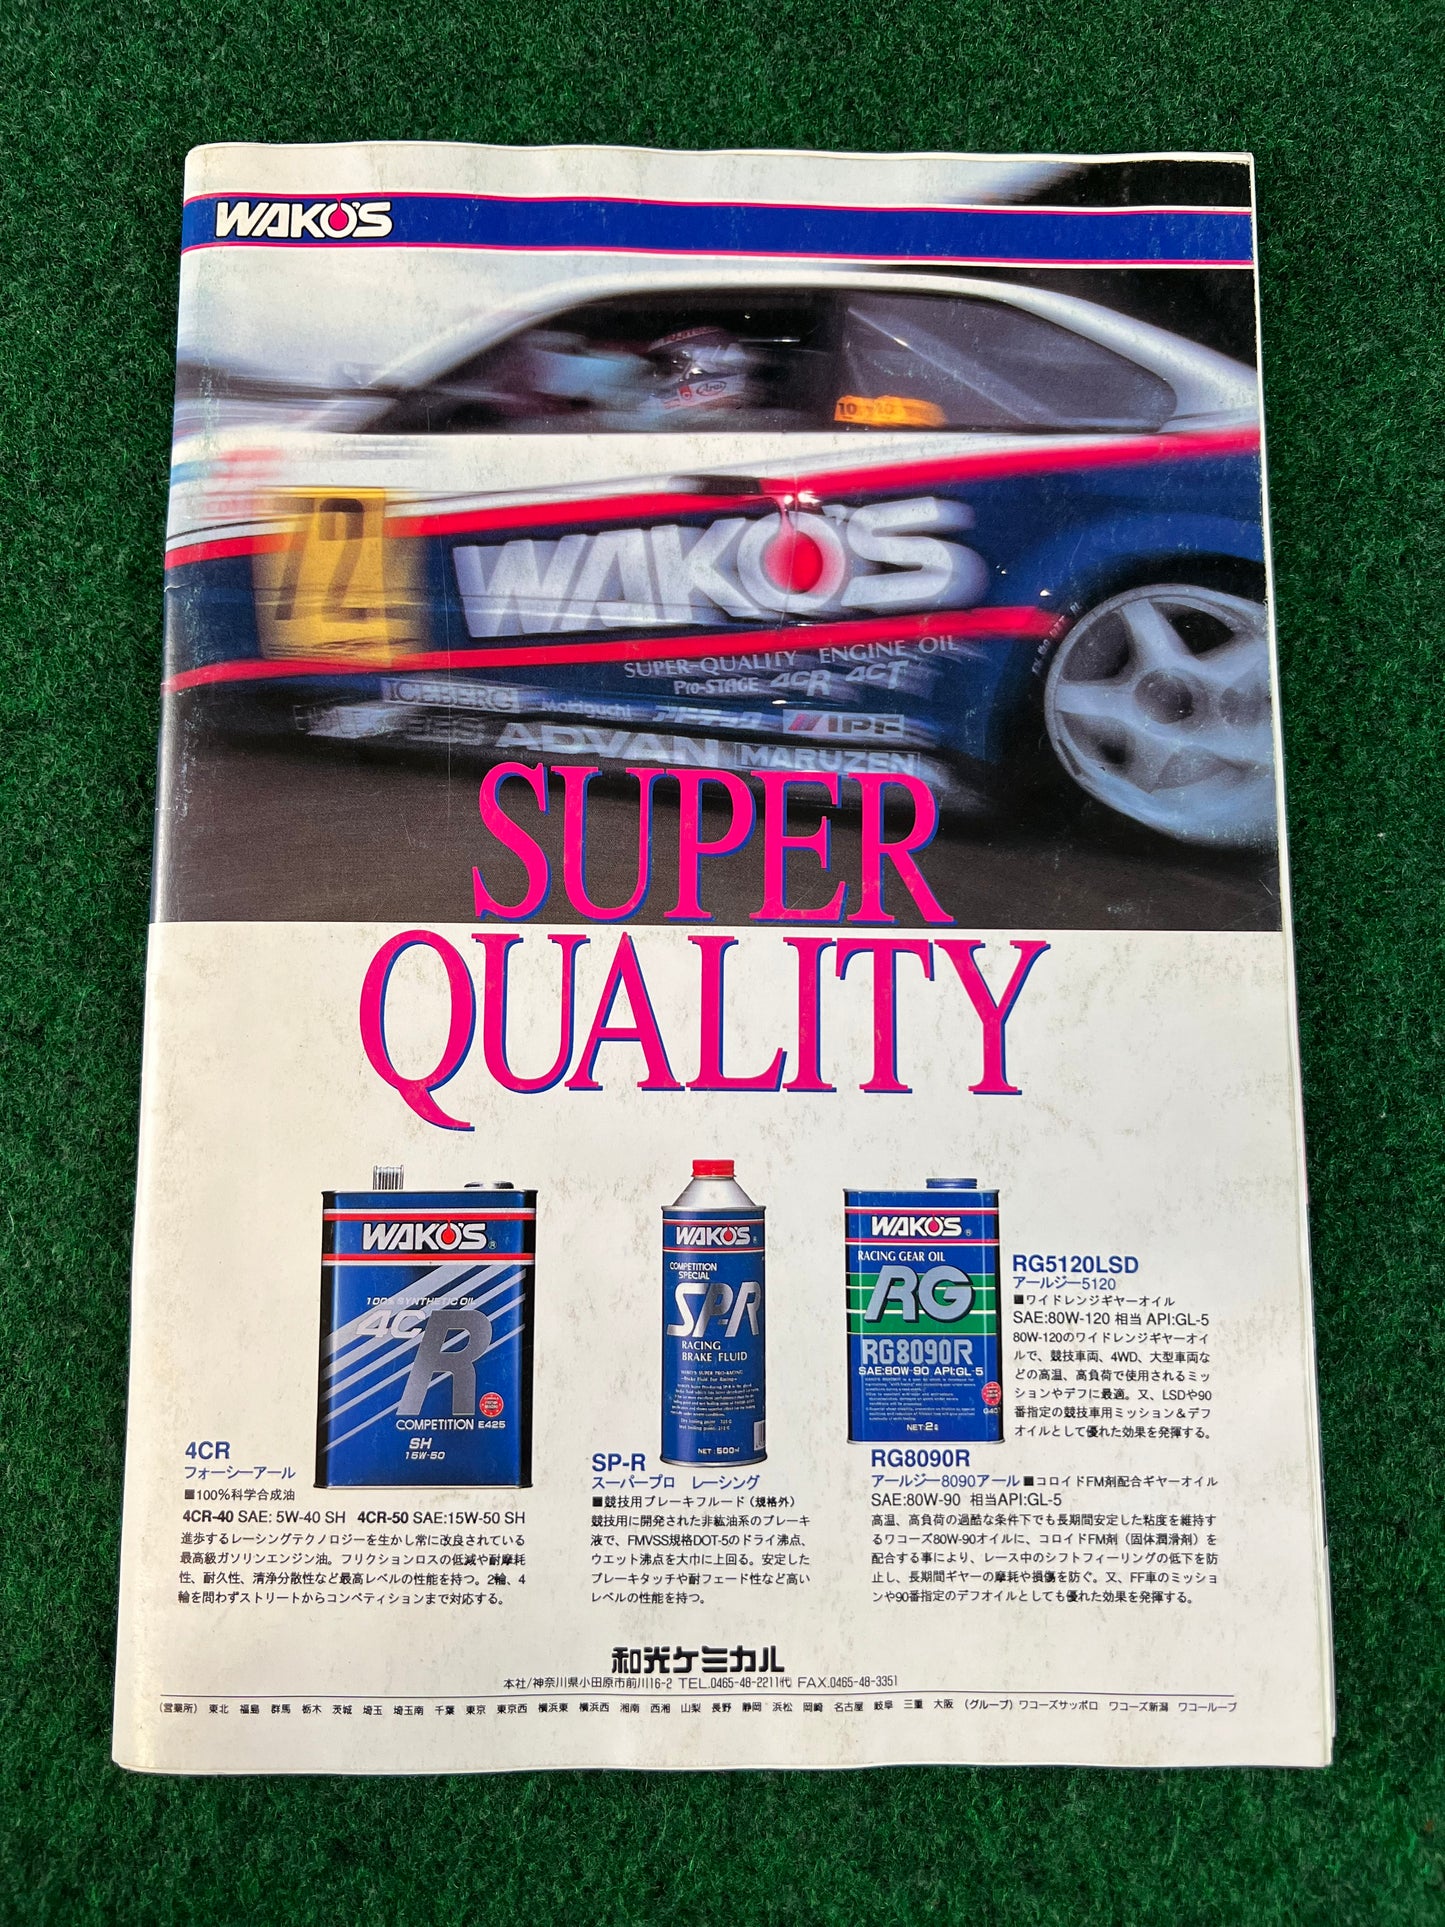 WAKO'S
Arai
10
72
WAKO'S
SUPER-QUALITY ENGINE OIL
Pro-STAGE 4CR 4CT
ICEBERG Makiguchi アドテック MIPF
ADVAN MARUZEN
SUPER
QUALITY
WAKO'S®
100% SYNTHETIC OIL
4CR
COMPETITION E425
SH
15W-50
WAKO'S®
COMPETITION
SPECIAL
SP-R
RACING
BRAKE FLUID
NET : 500ml
WAKO'S®
RACING GEAR OIL
RG
RG8090R
SAE:80W-90 API:GL-5
NET:2ℓ
RG5120LSD
アールジー5120
■ワイドレンジギヤーオイル
SAE:80W-120 相当 API:GL-5
80W-120のワイドレンジギヤーオイ
ルで、競技車両、4WD、大型車両な
どの高温、高負荷で使用されるミッ
ションやデフに最適。又、LSDや90
番指定の競技車用ミッション&デフ
オイルとして優れた効果を発揮する。
4CR
フォーシーアール
■100%科学合成油
4CR-40 SAE: 5W-40 SH 4CR-50 SAE:15W-50 SH
進歩するレーシングテクノロジーを生かし常に改良されている
最高級ガソリンエンジン油。フリクションロスの低減や耐摩耗
性、耐久性、清浄分散性など最高レベルの性能を持つ。2輪、4
輪を問わずストリートからコンペティションまで対応する。
SP-R
スーパープロ レーシング
■競技用ブレーキフルード(規格外)
競技用に開発された非鉱油系のブレーキ
液で、FMVSS規格DOT-5のドライ沸点、
ウエット沸点を大巾に上回る。安定した
ブレーキタッチや耐フェード性など高い
レベルの性能を持つ。
RG8090R
アールジー8090アール ■コロイドFM剤配合ギヤーオイル
SAE:80W-90 相当API:GL-5
高温、高負荷の過酷な条件下でも長期間安定した粘度を維持す
るワコーズ80W-90オイルに、コロイドFM剤(固体潤滑剤)を
配合する事により、レース中のシフトフィーリングの低下を防
止し、長期間ギヤーの摩耗や損傷を防ぐ。又、FF車のミッショ
ンや90番指定のデフオイルとしても優れた効果を発揮する。
和光ケミカル
本社/神奈川県小田原市前川16-2 TEL.0465-48-2211代 FAX.0465-48-3351
(営業所) 東北 福島 群馬 栃木 茨城 埼玉 埼玉南 千葉 東京 東京西 横浜東 横浜西 湘南 西湘 山梨 長野 静岡 浜松 岡崎 名古屋 岐阜 三重 大阪 (グループ) ワコーズサッポロ ワコーズ新潟 ワコールーブ